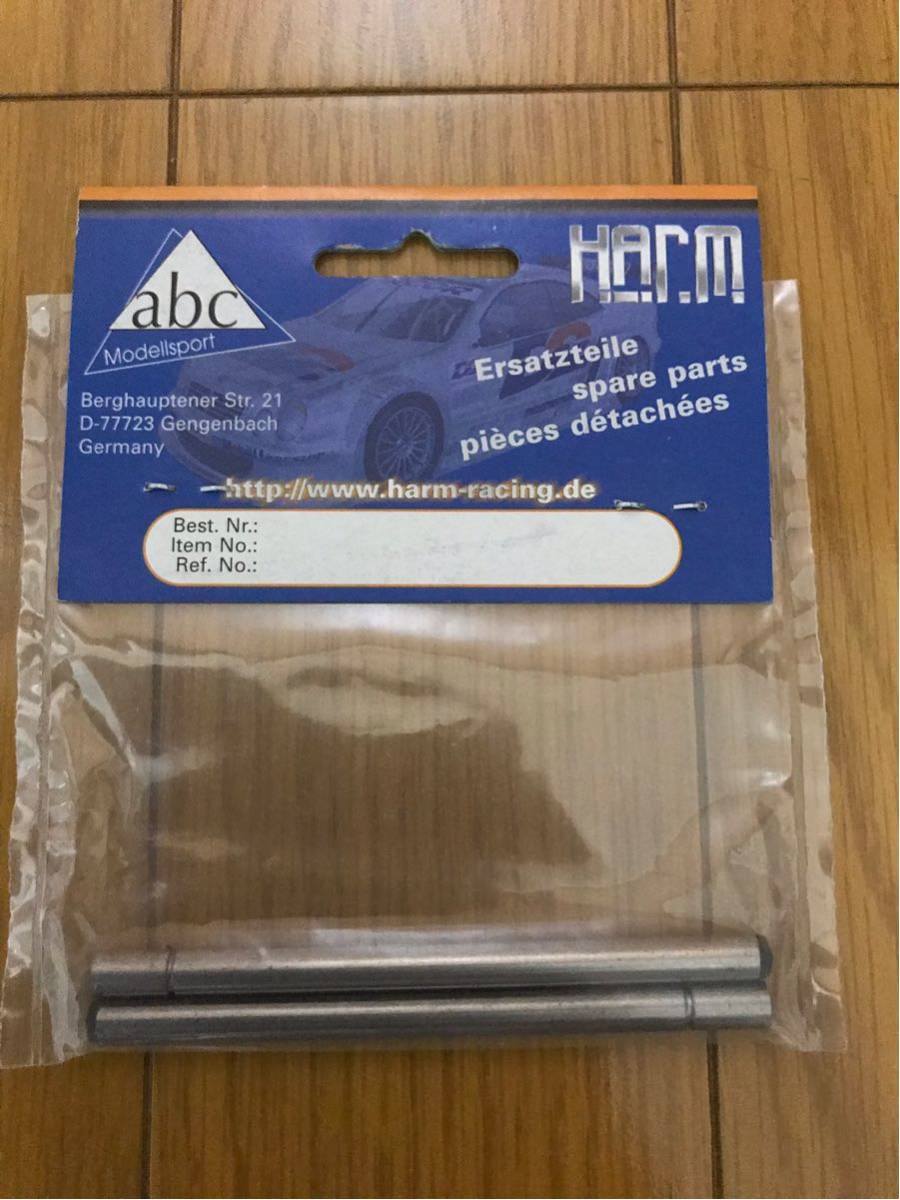 abc
Modellsport
Berghauptener Str. 21
D-77723 Gengenbach
Germany
HARM
Ersatzteile
spare parts
pièces détachées
http://www.harm-racing.de
Best. Nr.:
Item No.:
Ref. No.: